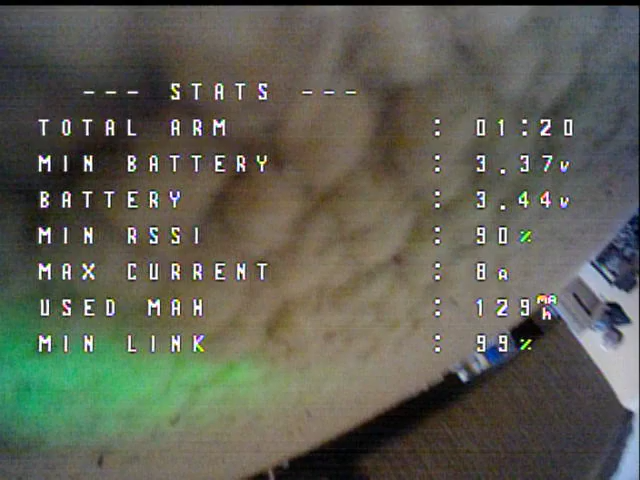 --- STATS ---
TOTAL ARM : 01:20
MIN BATTERY : 3.37V
BATTERY : 3.44V
MIN RSSI : 90%
MAX CURRENT : 8A
USED MAH : 129MAH
MIN LINK : 99%